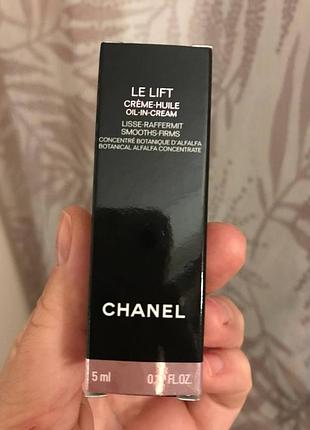 LE LIFT
CRÈME-HUILE
OIL-IN-CREAM
LISSE-RAFFERMIT
SMOOTHS-FIRMS
CONCENTRÉ BOTANIQUE D'ALFALFA
BOTANICAL ALFALFA CONCENTRATE
CHANEL
5 ml FL.OZ.